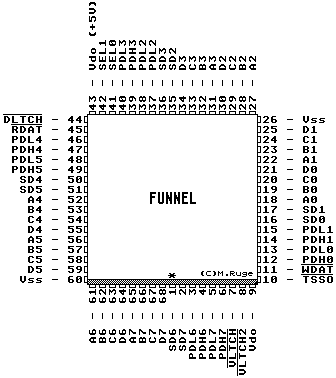 Vdo (+5V)
SEL1
SEL0
PDL3
PDH3
PDL2
PDL2
SD3
SD2
D3
C3
B3
A3
D1
C2
B2
A2
43 42 41 40 39 38 37 36 35 34 33 32 31 30 29 28 27
DLTCH - 44
RDAT - 45
PDL4 - 46
PDH4 - 47
PDL5 - 48
PDH5 - 49
SD4 - 50
SD5 - 51
A4 - 52
B4 - 53
C4 - 54
D4 - 55
A5 - 56
B5 - 57
C5 - 58
D5 - 59
Vss - 60
FUNNEL
(C)M.Ruge
*
26 - Vss
25 - D1
24 - C1
23 - B1
22 - A1
21 - D0
20 - C0
19 - B0
18 - A0
17 - SD1
16 - SD0
15 - PDL1
14 - PDH1
13 - PDL0
12 - PDH0
11 - WDAT
10 - TSSO
61 62 63 64 65 66 67 68 1 2 3 4 5 6 7 8 9
A6
B6
C6
D6
A7
B7
C7
D7
SD6
SD7
PDL6
PDH6
PDL7
PDH7
VLTCH
VLTCH2
Vdo